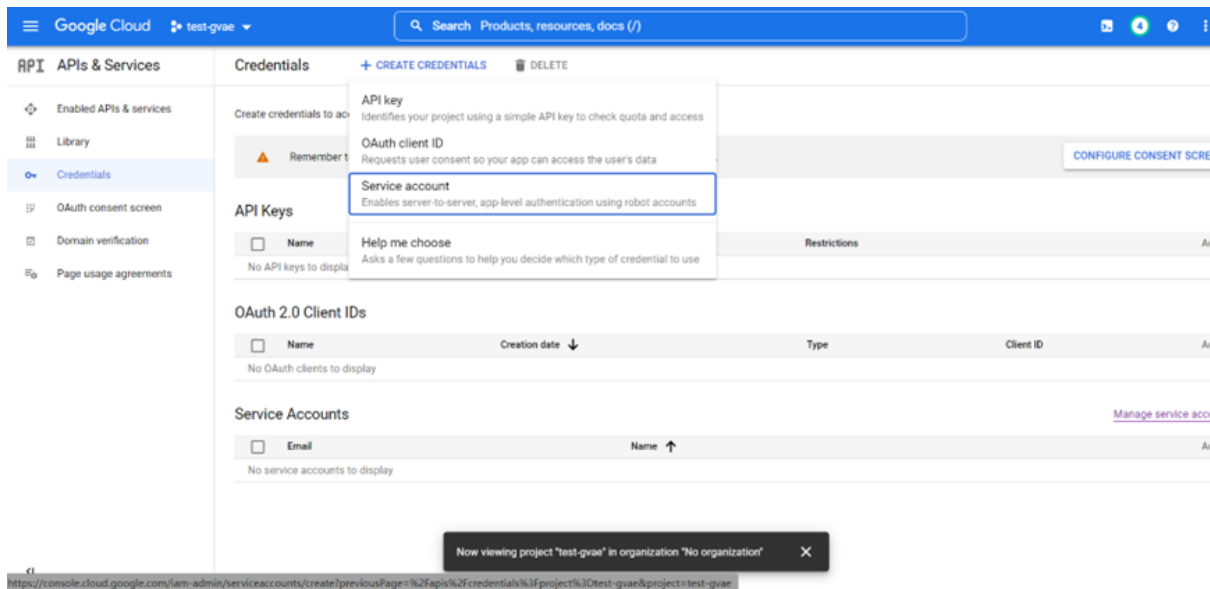 Google Cloud test-gvae Search Products, resources, docs (/) 4
API APIs & Services
Enabled APIs & services
Library
Credentials
OAuth consent screen
Domain verification
Page usage agreements
Credentials + CREATE CREDENTIALS DELETE
API key
Identifies your project using a simple API key to check quota and access
OAuth client ID
Requests user consent so your app can access the user's data
Service account
Enables server-to-server, app-level authentication using robot accounts
Help me choose
Asks a few questions to help you decide which type of credential to use
Create credentials to ac
Remember t CONFIGURE CONSENT SCRE
API Keys
Name Restrictions A
No API keys to displa
OAuth 2.0 Client IDs
Name Creation date Type Client ID A
No OAuth clients to display
Service Accounts Manage service acc
Email Name A
No service accounts to display
Now viewing project "test-gvae" in organization "No organization"
https://console.cloud.google.com/iam-admin/serviceaccounts/create?previousPage=%2Fapis%2Fcredentials%3Fproject%3Dtest-gvae&project=test-gvae